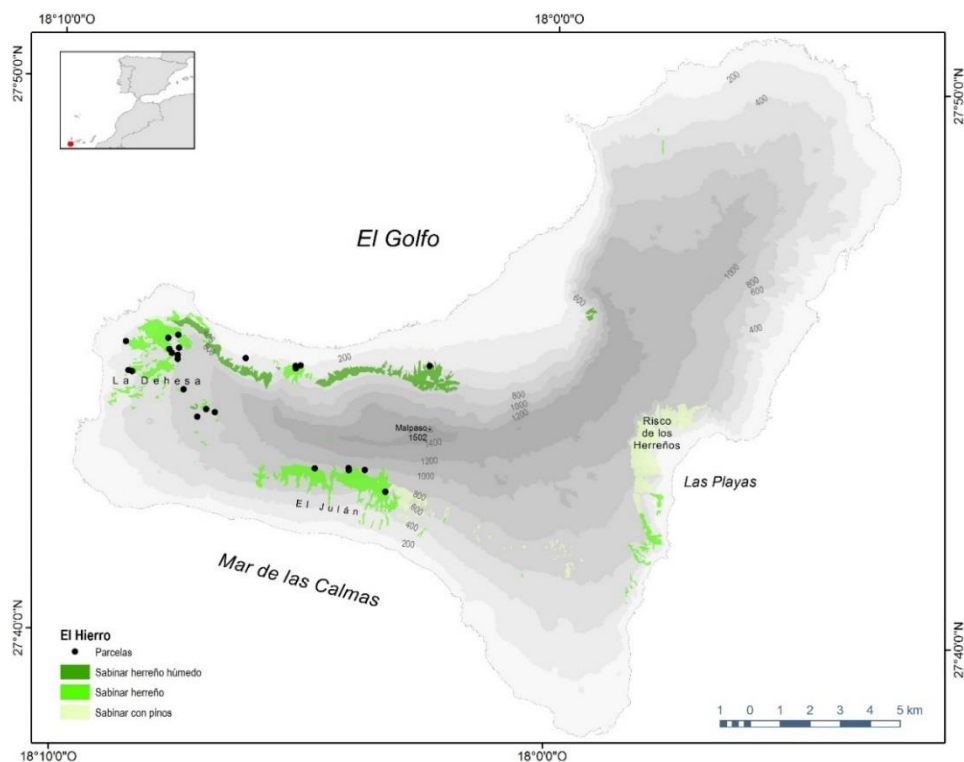 18°10'0"O
18°0'0"O
27°50'0"N
27°50'0"N
200
400
El Golfo
1000
800
600
400
600
200
800
1000
1200
La Dehesa
Malpaso
1502
1400
1200
1000
Risco
de los
Herreños
Las Playas
El Julán
800
600
400
200
Mar de las Calmas
27°40'0"N
27°40'0"N
El Hierro
Parcelas
Sabinar herreño húmedo
Sabinar herreño
Sabinar con pinos
1 0 1 2 3 4 5 km
18°10'0"O
18°0'0"O